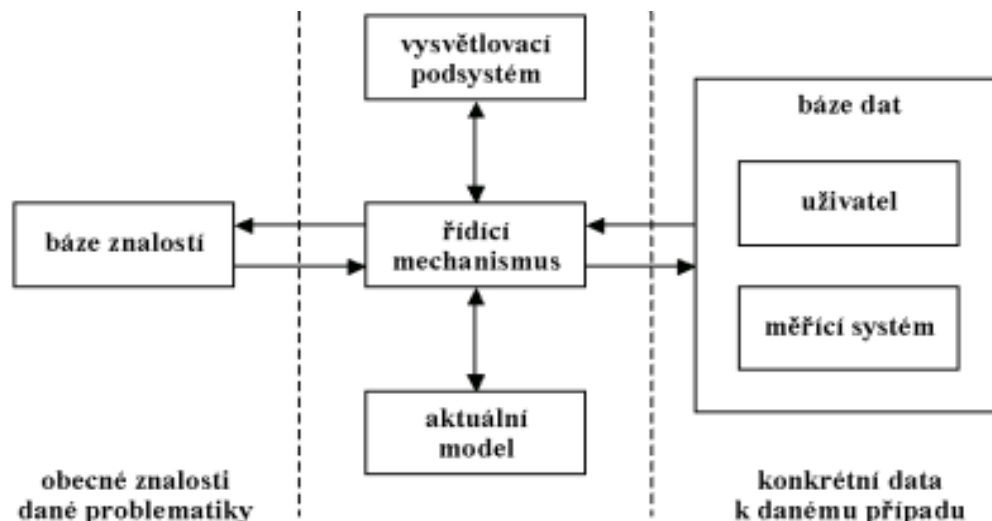 vysvětlovací
podsystém
báze dat
uživatel
báze znalostí
řídící
mechanismus
měřící systém
aktuální
model
obecné znalosti
dané problematiky
konkrétní data
k danému případu